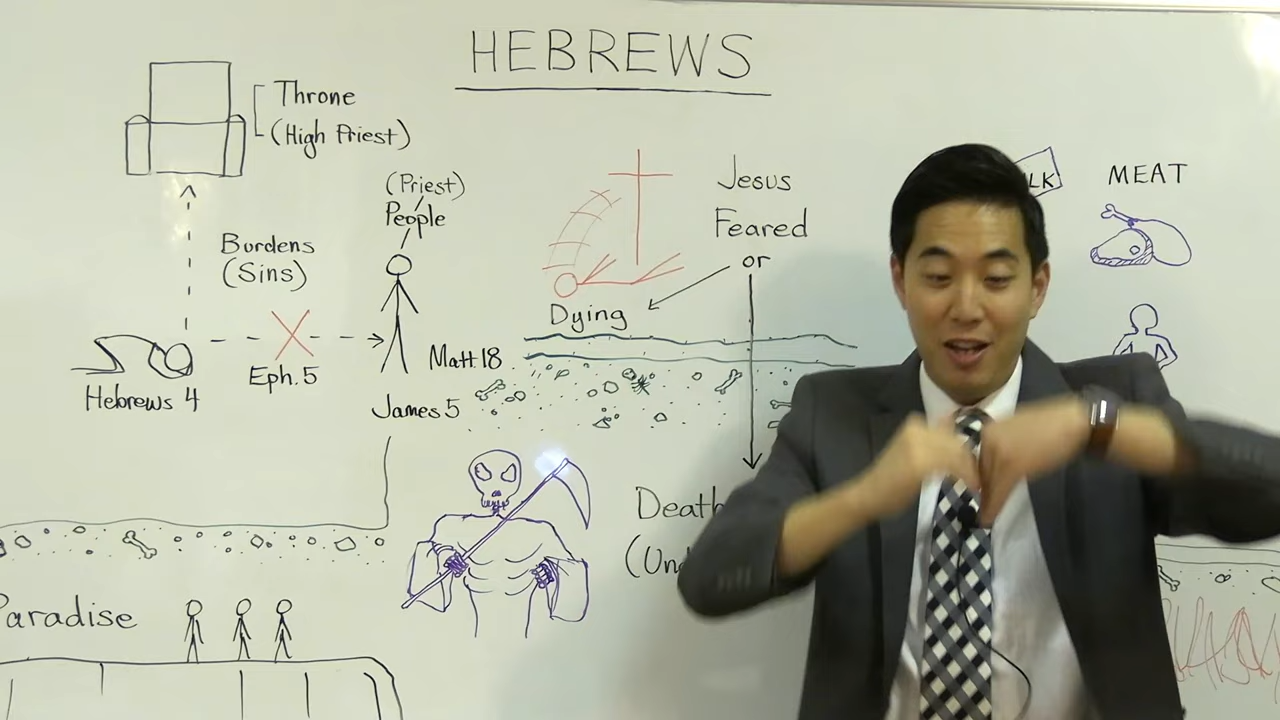 HEBREWS
Throne
(High Priest)
(Priest)
People
Burdens
(Sins)
Eph. 5
Hebrews 4
Matt. 18
James 5
Jesus
Feared
or
Dying
Death
MEAT
Paradise